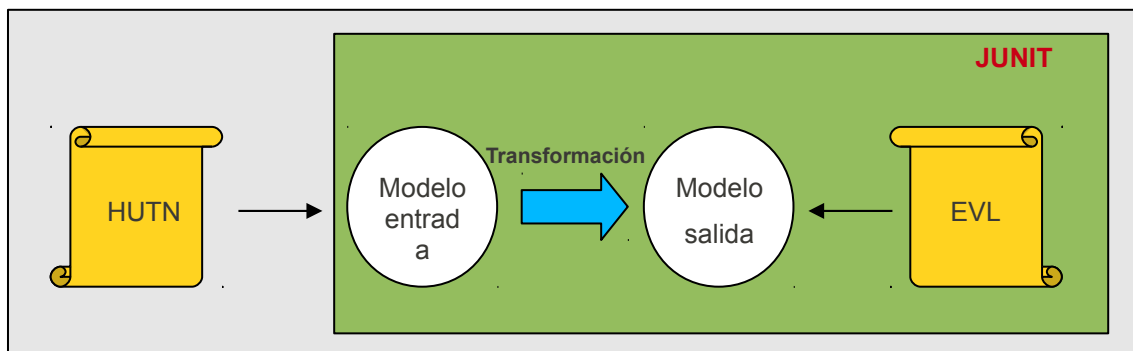 JUNIT
HUTN
Modelo
entrad
a
Transformación
Modelo
salida
EVL